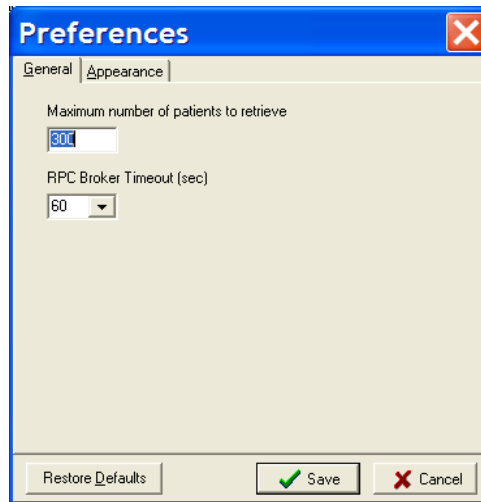 Preferences
General Appearance
Maximum number of patients to retrieve
300
RPC Broker Timeout (sec)
60
Restore Defaults Save Cancel